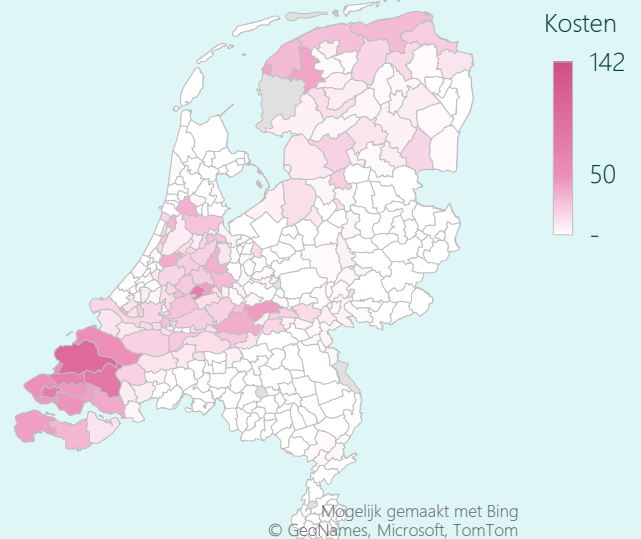 Kosten
142
50
-
Mogelijk gemaakt met Bing
© GeoNames, Microsoft, TomTom